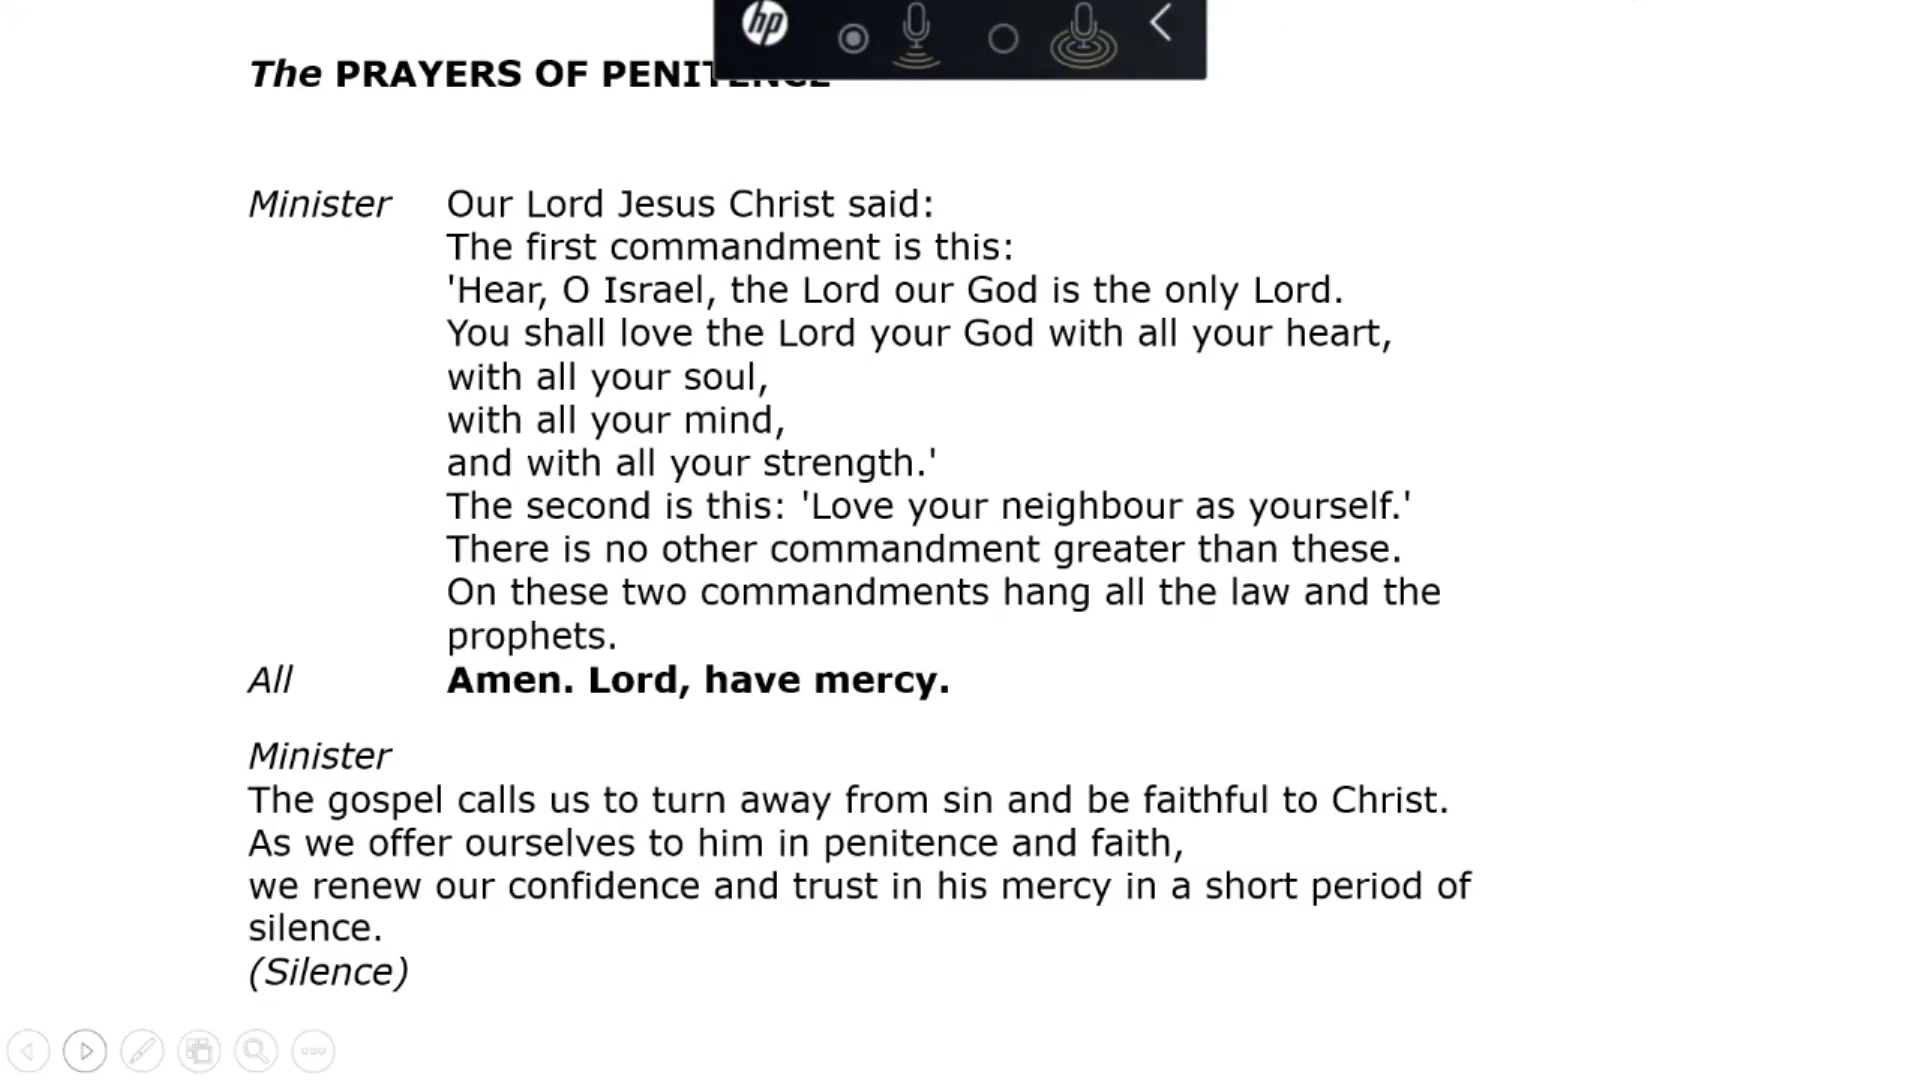 hp
The PRAYERS OF PENITENCE
Minister Our Lord Jesus Christ said:
The first commandment is this:
'Hear, O Israel, the Lord our God is the only Lord.
You shall love the Lord your God with all your heart,
with all your soul,
with all your mind,
and with all your strength.'
The second is this: 'Love your neighbour as yourself.'
There is no other commandment greater than these.
On these two commandments hang all the law and the
prophets.
All Amen. Lord, have mercy.
Minister
The gospel calls us to turn away from sin and be faithful to Christ.
As we offer ourselves to him in penitence and faith,
we renew our confidence and trust in his mercy in a short period of
silence.
(Silence)